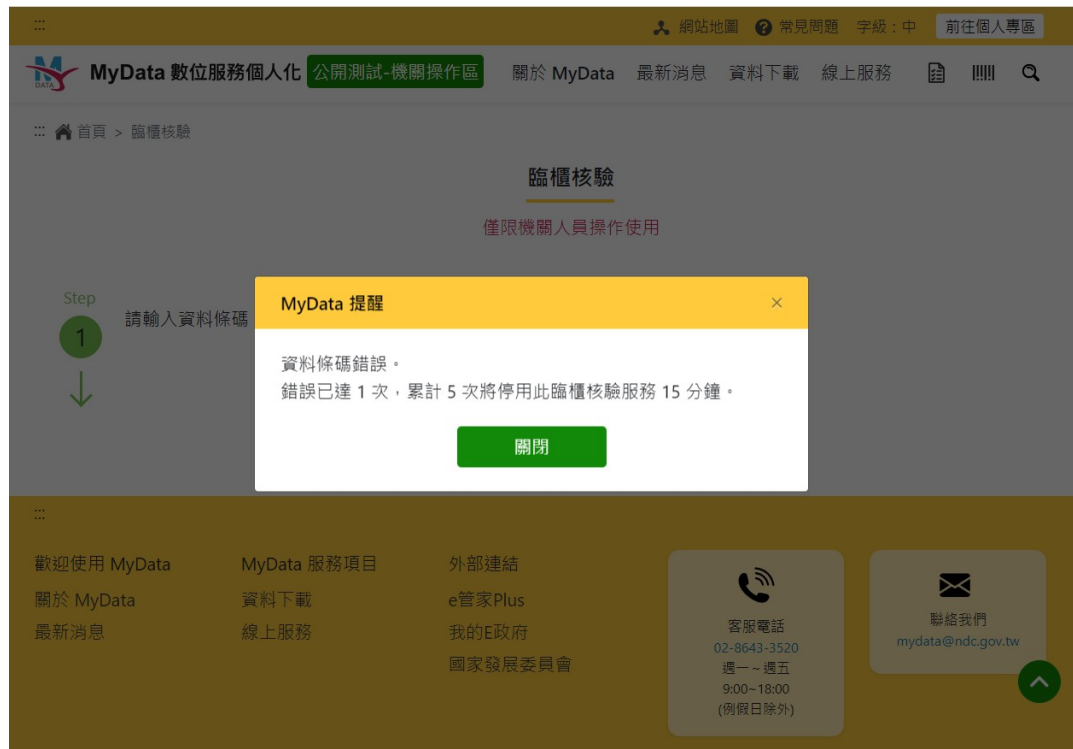 :::
網站地圖 常見問題 字級：中 前往個人專區
MyData 數位服務個人化 公開測試-機關操作區 關於 MyData 最新消息 資料下載 線上服務
DATA
::: 首頁 > 臨櫃核驗
臨櫃核驗
僅限機關人員操作使用
Step
1
請輸入資料條碼
MyData 提醒 ×
資料條碼錯誤。
錯誤已達 1 次，累計 5 次將停用此臨櫃核驗服務 15 分鐘。
關閉
:::
歡迎使用 MyData
關於 MyData
最新消息
MyData 服務項目
資料下載
線上服務
外部連結
e管家Plus
我的E政府
國家發展委員會
客服電話
02-8643-3520
週一～週五
9:00~18:00
(例假日除外)
聯絡我們
mydata@ndc.gov.tw